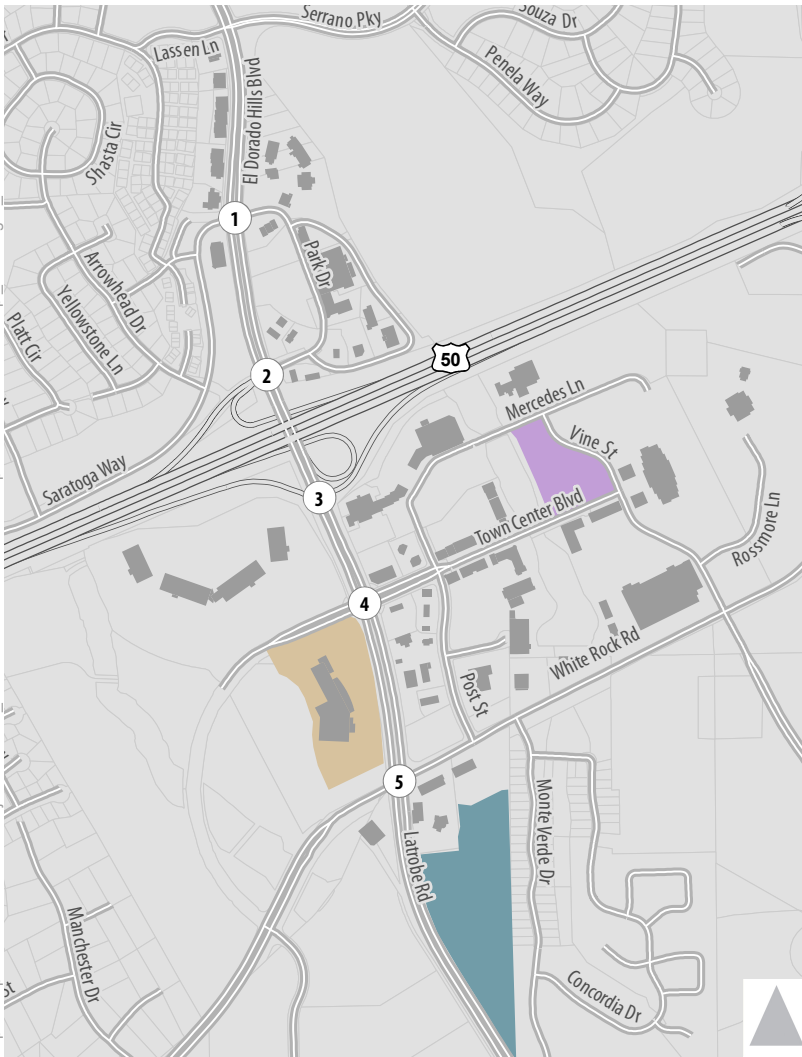 Serrano Pky
Souza Dr
Lassen Ln
Penela Way
El Dorado Hills Blvd
Shasta Cir
1
Park Dr
Arrowhead Dr
Yellowstone Ln
Platt Cir
50
2
Mercedes Ln
Vine St
Saratoga Way
3
Town Center Blvd
Rossmore Ln
4
White Rock Rd
Post St
5
Monte Verde Dr
Latrobe Rd
Manchester Dr
Concordia Dr
St